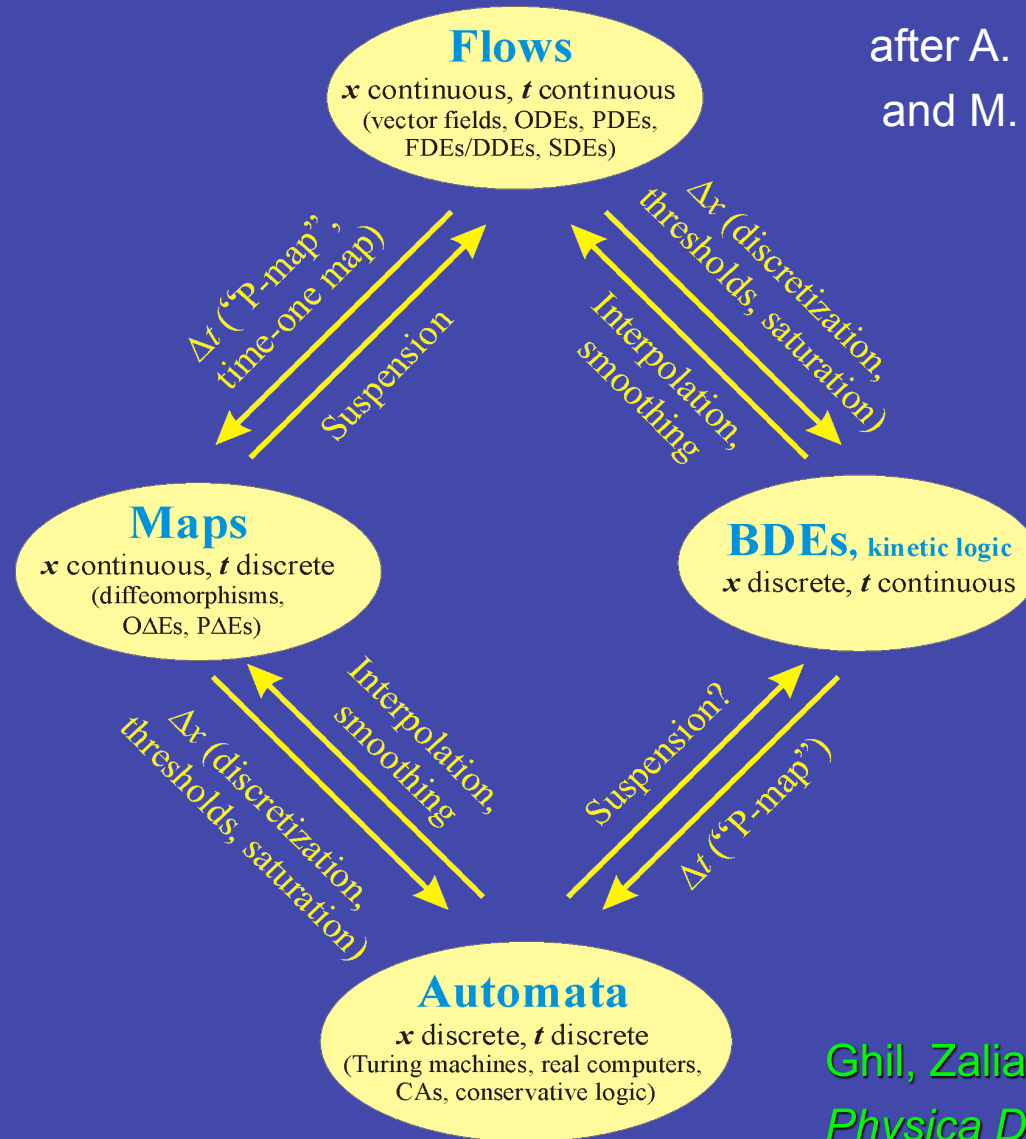 after A.
and M.
Flows
x continuous, t continuous
(vector fields, ODEs, PDEs,
FDEs/DDEs, SDEs)
Δt (“P-map”,
time-one map)
Suspension
Δx (discretization,
thresholds, saturation)
Interpolation,
smoothing
Maps
x continuous, t discrete
(diffeomorphisms,
OΔEs, PΔEs)
BDEs, kinetic logic
x discrete, t continuous
Δx (discretization,
thresholds, saturation)
Interpolation,
smoothing
Suspension?
Δt (“P-map”)
Automata
x discrete, t discrete
(Turing machines, real computers,
CAs, conservative logic)
Ghil, Zalia
Physica D